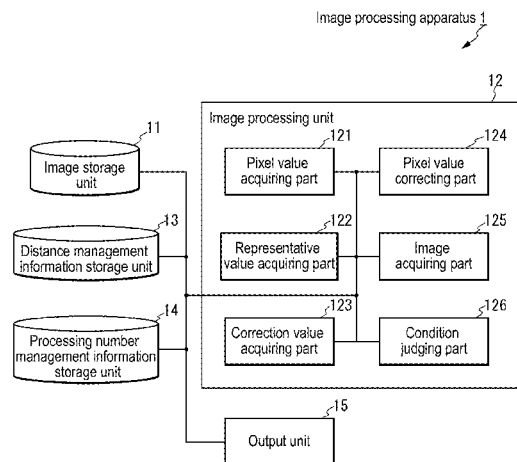 Image processing apparatus 1
12
11
Image storage
unit
13
Distance management
information storage unit
14
Processing number
management information
storage unit
Image processing unit
121
Pixel value
acquiring part
124
Pixel value
correcting part
122
Representative
value acquiring part
125
Image
acquiring part
123
Correction value
acquiring part
126
Condition
judging part
15
Output unit